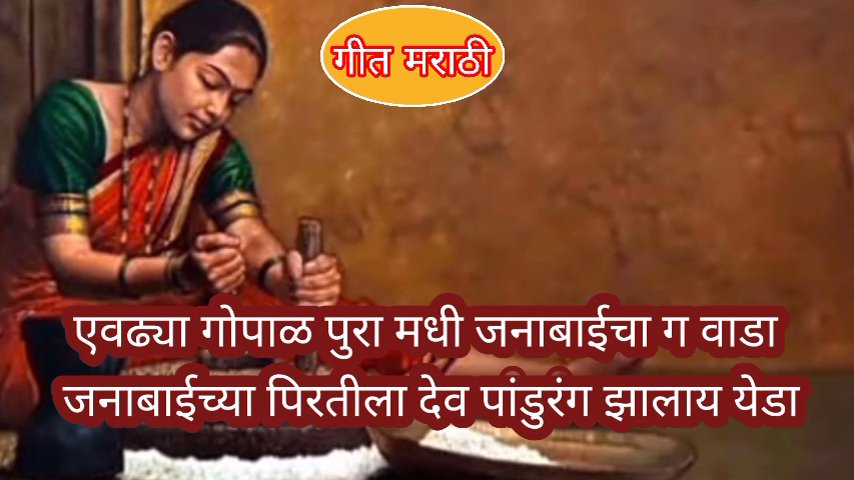 गीत मराठी
एवढ्या गोपाळ पुरा मधी जनाबाईचा ग वाडा
जनाबाईच्या पिरतीला देव पांडुरंग झालाय येडा